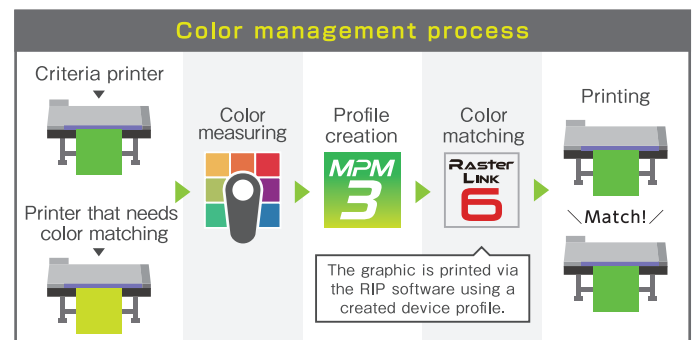 Color management process
Criteria printer
Printer that needs
color matching
Color
measuring
Profile
creation
MPM
3
Color
matching
RASTER
LINK
6
The graphic is printed via
the RIP software using a
created device profile.
Printing
\Match!/